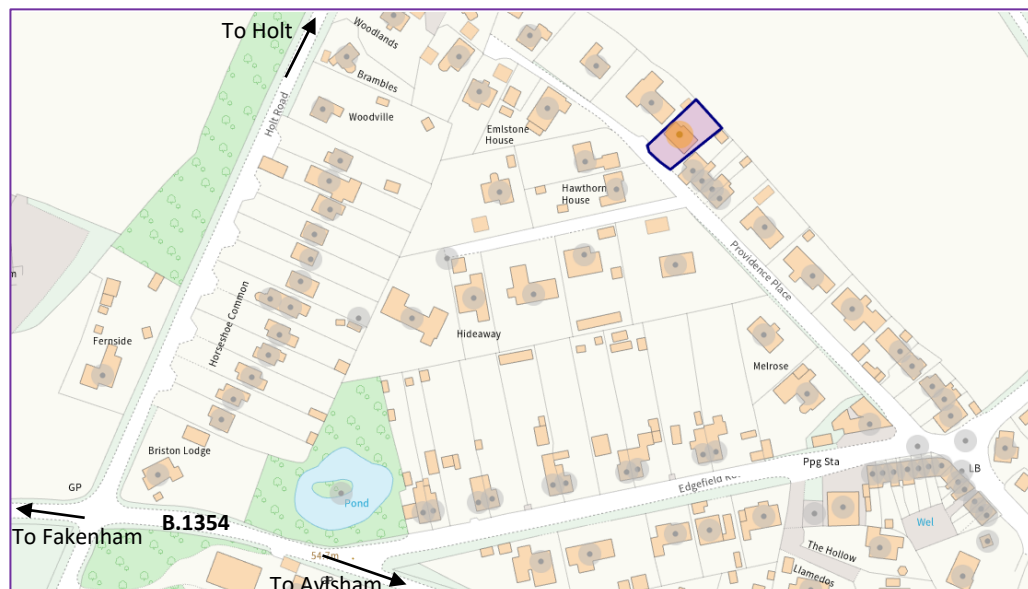 To Holt
Woodlands
Brambles
Woodville
Holt Road
Emlstone
House
Hawthorn
House
Providence Place
Horseshoe Common
Fernside
Hideaway
Melrose
Briston Lodge
GP
Pond
Edgefield
Ppg Sta
LB
Wel
B.1354
To Fakenham
To Aylsham
The Hollow
Llamedos